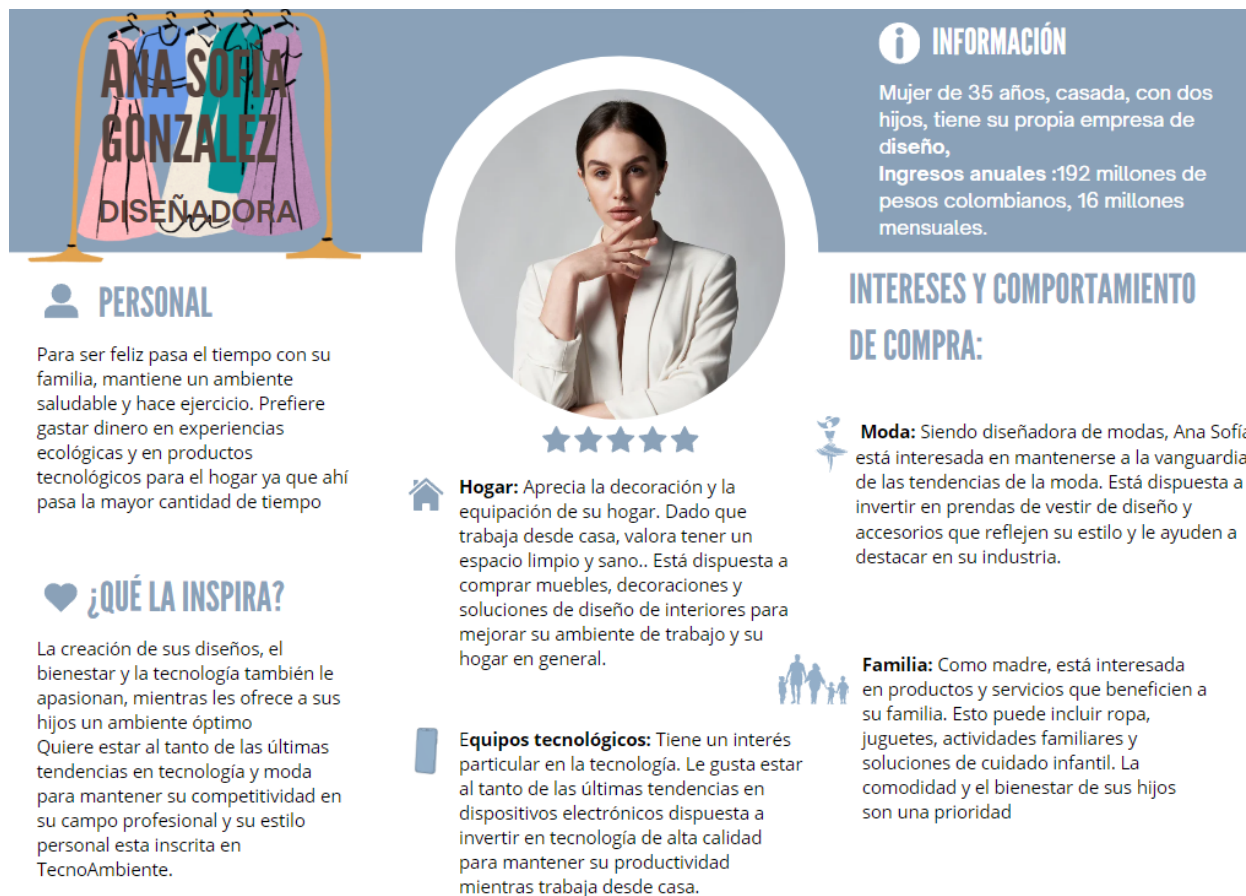 ANA SOFÍA
GONZALEZ
DISEÑADORA
INFORMACIÓN
Mujer de 35 años, casada, con dos
hijos, tiene su propia empresa de
diseño,
Ingresos anuales :192 millones de
pesos colombianos, 16 millones
mensuales.
PERSONAL
Para ser feliz pasa el tiempo con su
familia, mantiene un ambiente
saludable y hace ejercicio. Prefiere
gastar dinero en experiencias
ecológicas y en productos
tecnológicos para el hogar ya que ahí
pasa la mayor cantidad de tiempo
¿QUÉ LA INSPIRA?
La creación de sus diseños, el
bienestar y la tecnología también le
apasionan, mientras les ofrece a sus
hijos un ambiente óptimo
Quiere estar al tanto de las últimas
tendencias en tecnología y moda
para mantener su competitividad en
su campo profesional y su estilo
personal esta inscrita en
TecnoAmbiente.
Hogar: Aprecia la decoración y la
equipación de su hogar. Dado que
trabaja desde casa, valora tener un
espacio limpio y sano.. Está dispuesta a
comprar muebles, decoraciones y
soluciones de diseño de interiores para
mejorar su ambiente de trabajo y su
hogar en general.
Equipos tecnológicos: Tiene un interés
particular en la tecnología. Le gusta estar
al tanto de las últimas tendencias en
dispositivos electrónicos dispuesta a
invertir en tecnología de alta calidad
para mantener su productividad
mientras trabaja desde casa.
INTERESES Y COMPORTAMIENTO
DE COMPRA:
Moda: Siendo diseñadora de modas, Ana Sofía
está interesada en mantenerse a la vanguardia
de las tendencias de la moda. Está dispuesta a
invertir en prendas de vestir de diseño y
accesorios que reflejen su estilo y le ayuden a
destacar en su industria.
Familia: Como madre, está interesada
en productos y servicios que beneficien a
su familia. Esto puede incluir ropa,
juguetes, actividades familiares y
soluciones de cuidado infantil. La
comodidad y el bienestar de sus hijos
son una prioridad